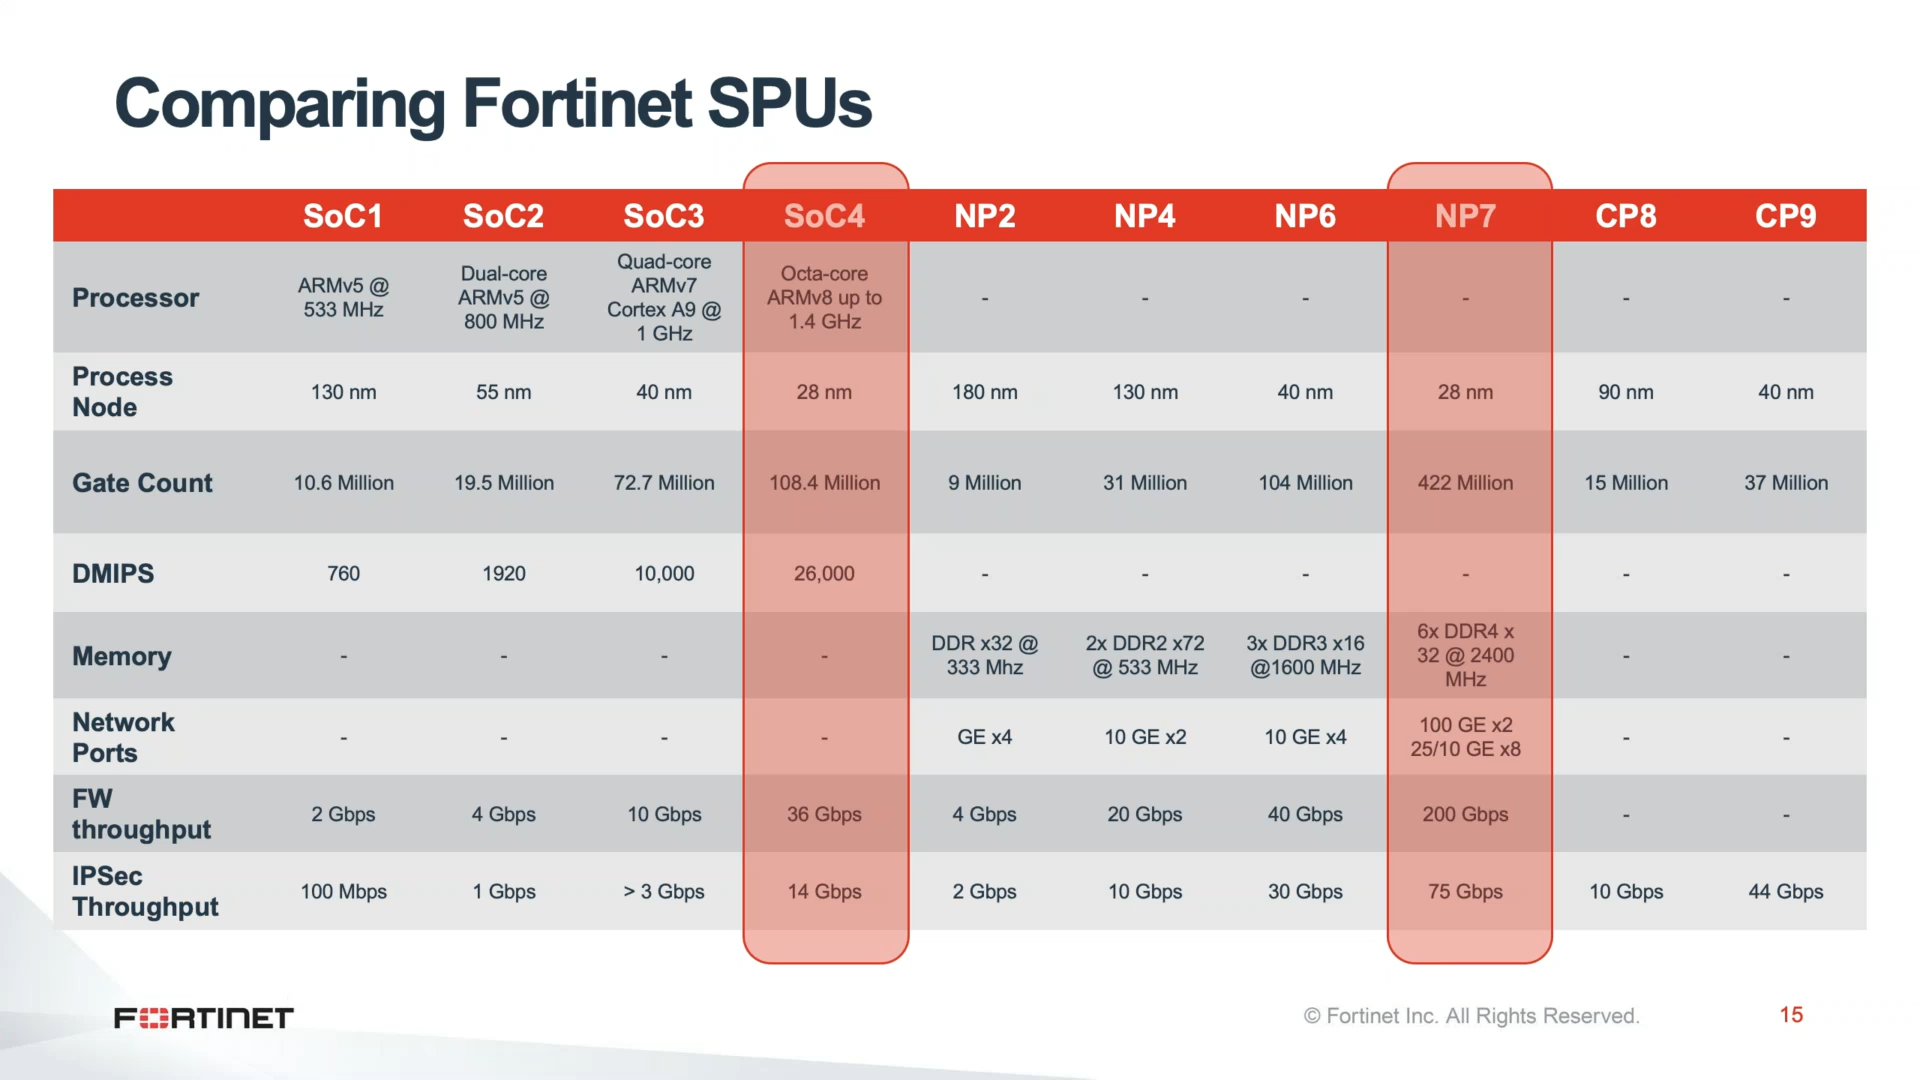 Comparing Fortinet SPUs
SoC1 SoC2 SoC3 SoC4 NP2 NP4 NP6 NP7 CP8 CP9
Processor
ARMv5 @
533 MHz
Dual-core
ARMv5 @
800 MHz
Quad-core
ARMv7
Cortex A9 @
1 GHz
Octa-core
ARMv8 up to
1.4 GHz
- - - - - -
Process
Node
130 nm 55 nm 40 nm 28 nm 180 nm 130 nm 40 nm 28 nm 90 nm 40 nm
Gate Count 10.6 Million 19.5 Million 72.7 Million 108.4 Million 9 Million 31 Million 104 Million 422 Million 15 Million 37 Million
DMIPS 760 1920 10,000 26,000 - - - - - -
Memory - - - -
DDR x32 @
333 Mhz
2x DDR2 x72
@ 533 MHz
3x DDR3 x16
@1600 MHz
6x DDR4 x
32 @ 2400
MHz
- -
Network
Ports
- - - - GE x4 10 GE x2 10 GE x4
100 GE x2
25/10 GE x8
- -
FW
throughput
2 Gbps 4 Gbps 10 Gbps 36 Gbps 4 Gbps 20 Gbps 40 Gbps 200 Gbps - -
IPSec
Throughput
100 Mbps 1 Gbps > 3 Gbps 14 Gbps 2 Gbps 10 Gbps 30 Gbps 75 Gbps 10 Gbps 44 Gbps
FORTINET
© Fortinet Inc. All Rights Reserved.
15